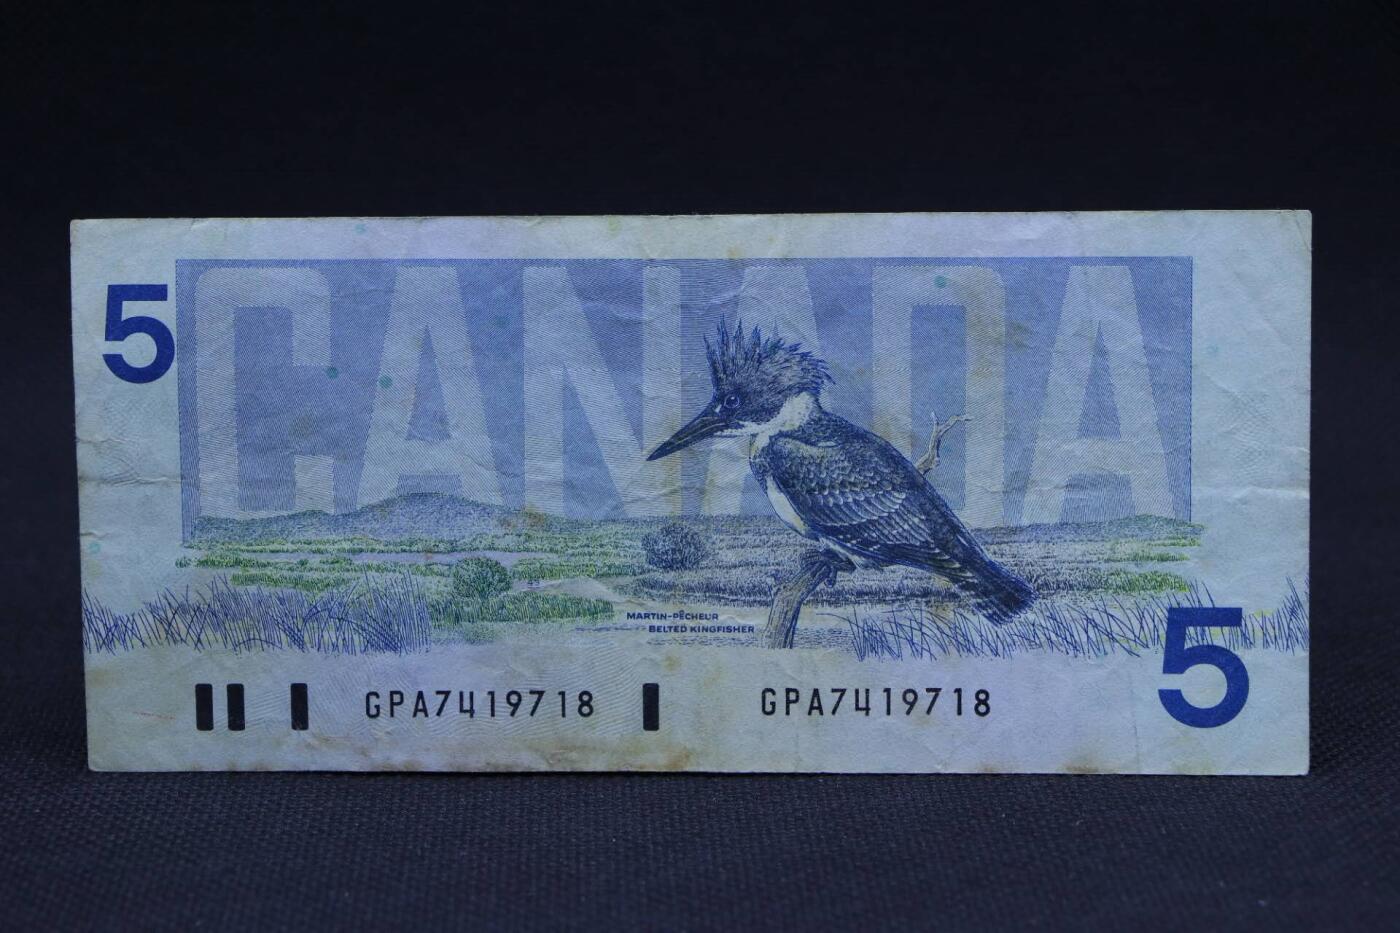 CANADA
5
MARTIN-PÊCHEUR
BELTED KINGFISHER
5
GPA7419718 GPA7419718